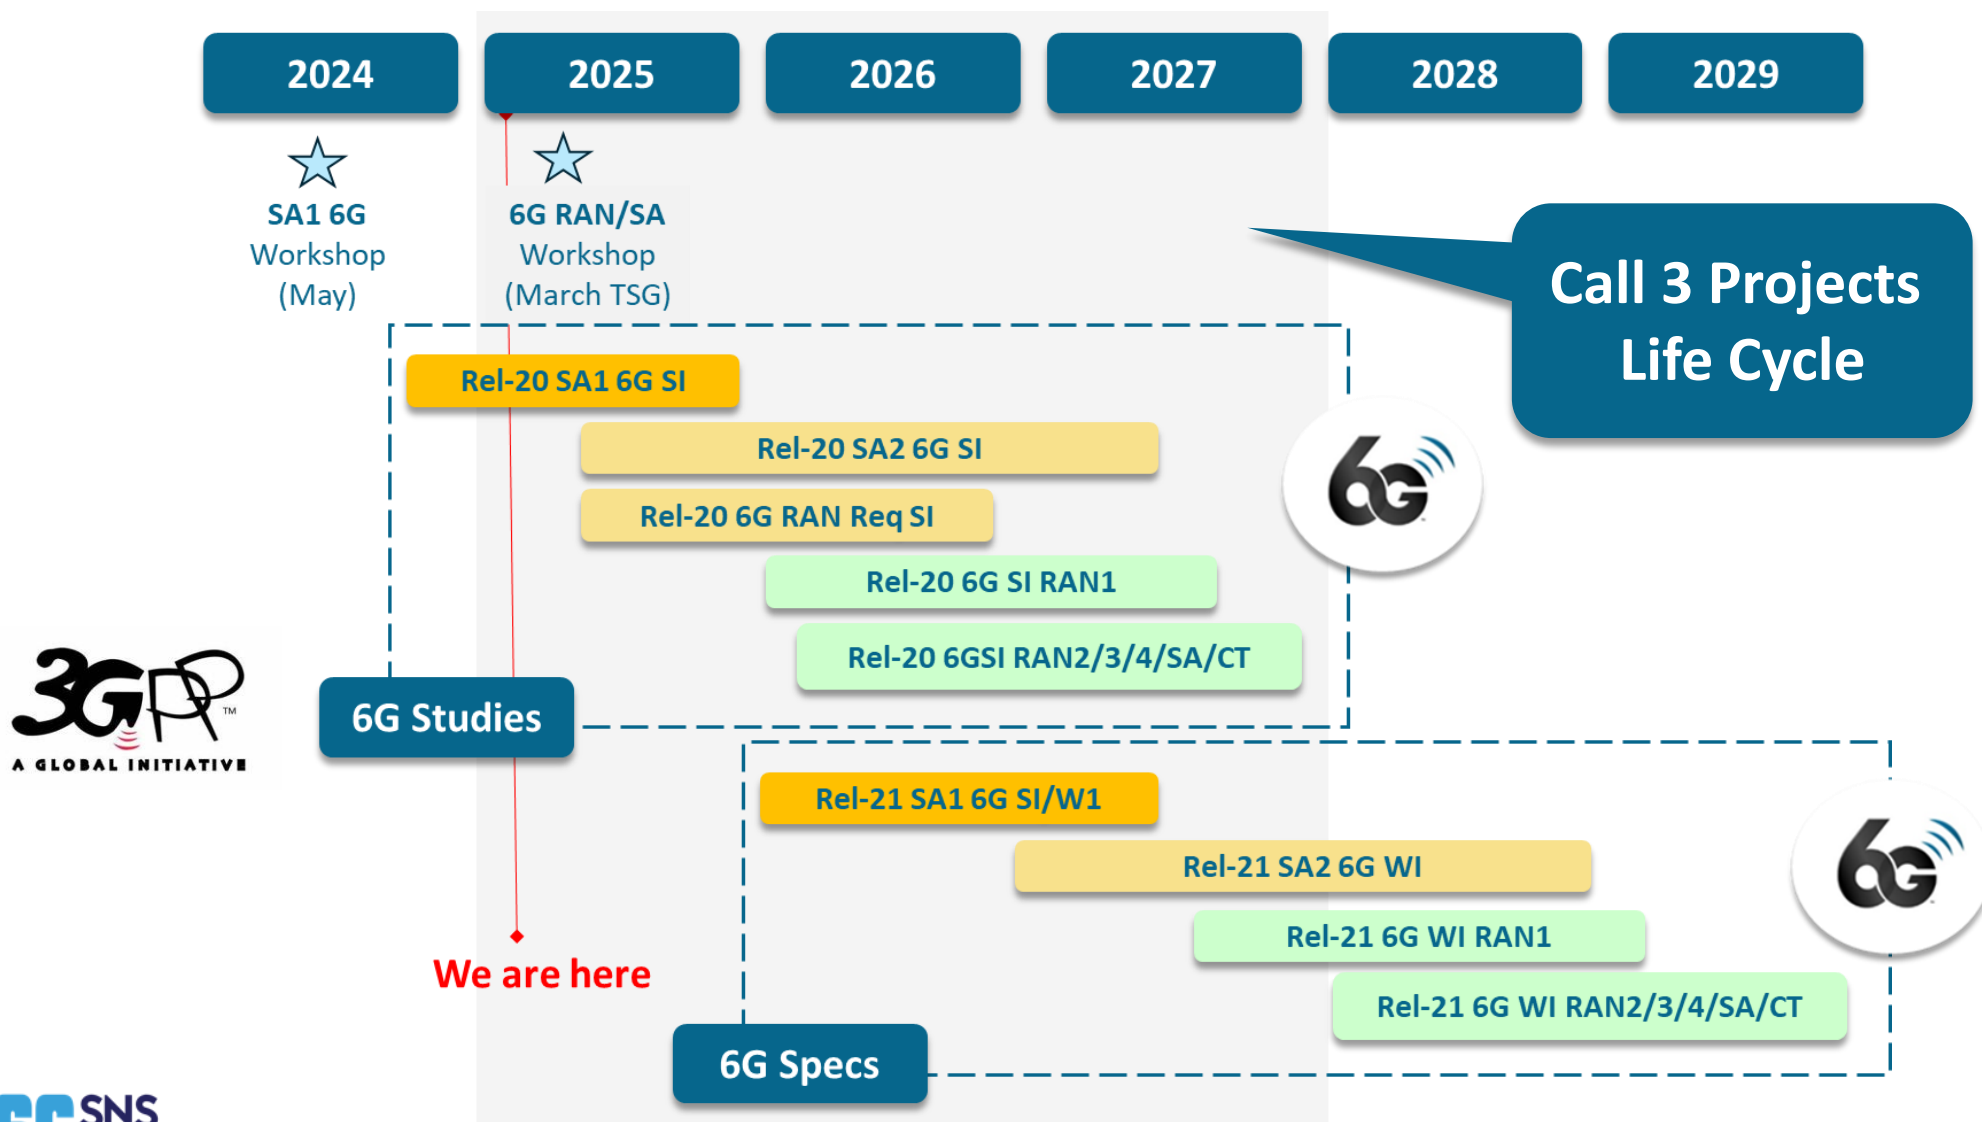 2024 2025 2026 2027 2028 2029
SA1 6G
Workshop
(May)
6G RAN/SA
Workshop
(March TSG)
Call 3 Projects
Life Cycle
Rel-20 SA1 6G SI
Rel-20 SA2 6G SI
Rel-20 6G RAN Req SI
Rel-20 6G SI RAN1
Rel-20 6GSI RAN2/3/4/SA/CT
6G
3GPP TM
A GLOBAL INITIATIVE
6G Studies
Rel-21 SA1 6G SI/W1
Rel-21 SA2 6G WI
6G
Rel-21 6G WI RAN1
We are here
Rel-21 6G WI RAN2/3/4/SA/CT
6G Specs
SNS